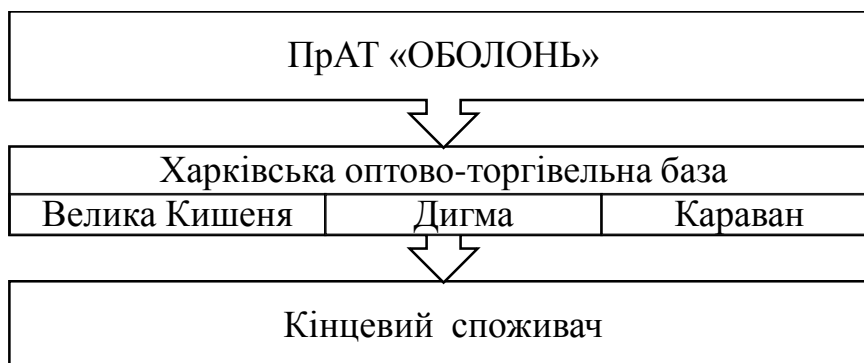 ПрАТ «ОБОЛОНЬ»
Харківська оптово-торгівельна база
Велика Кишеня Дигма Караван
Кінцевий споживач